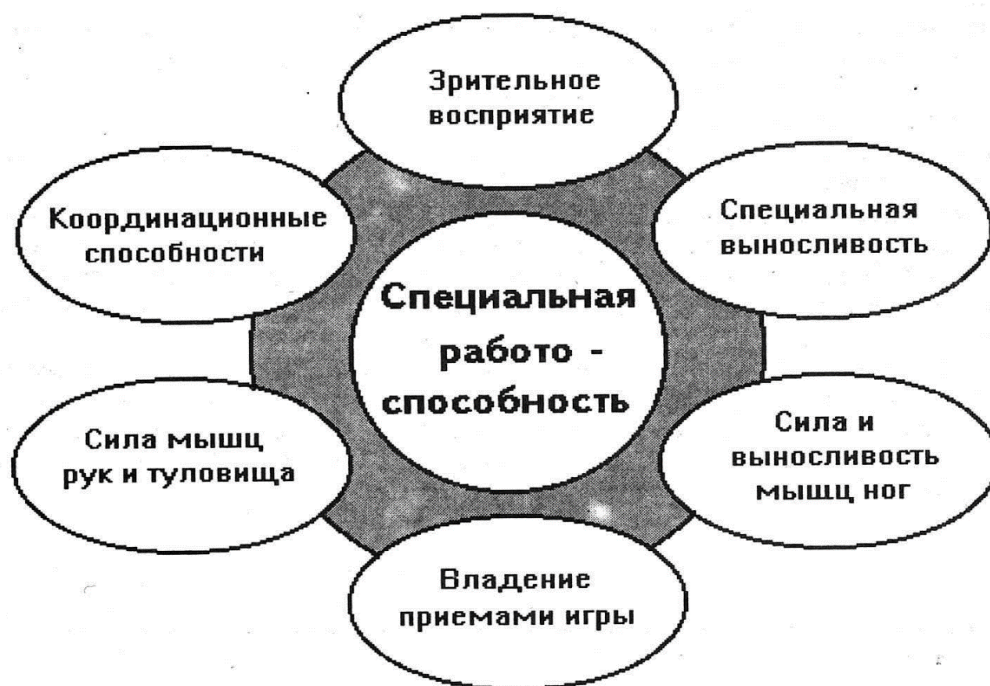 Зрительное
восприятие
Координационные
способности
Специальная
выносливость
Специальная
работо -
способность
Сила мышц
рук и туловища
Сила и
выносливость
мышц ног
Владение
приемами игры